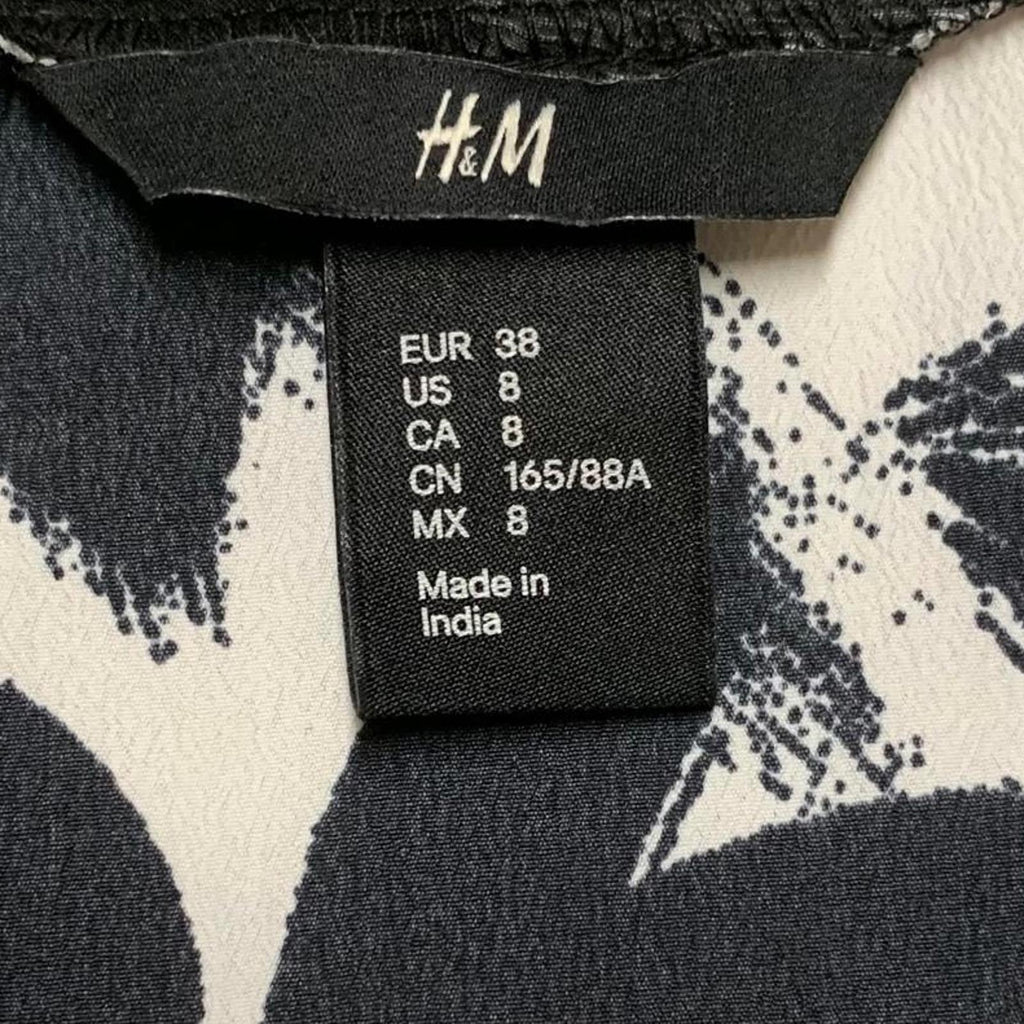 H&M
EUR 38
US 8
CA 8
CN 165/88A
MX 8
Made in
India